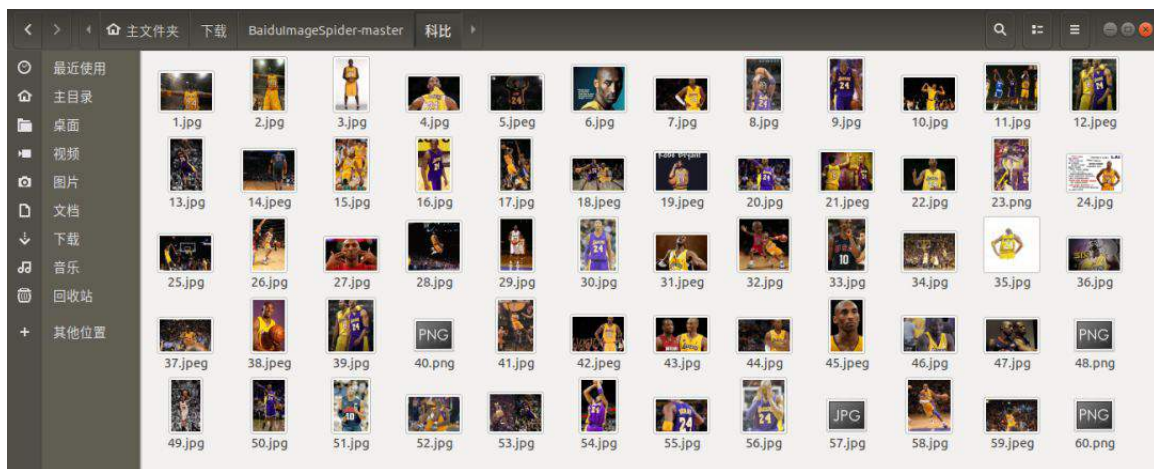 主文件夹 下载 BaiduImageSpider-master 科比
最近使用
主目录
桌面
视频
图片
文档
下载
音乐
回收站
+ 其他位置
1.jpg 2.jpg 3.jpg 4.jpg 5.jpeg 6.jpg 7.jpg 8.jpg 9.jpg 10.jpg 11.jpg 12.jpeg
13.jpg 14.jpeg 15.jpg 16.jpg 17.jpg 18.jpeg 19.jpeg 20.jpg 21.jpeg 22.jpg 23.png 24.jpg
25.jpg 26.jpg 27.jpg 28.jpg 29.jpg 30.jpg 31.jpeg 32.jpg 33.jpg 34.jpg 35.jpg 36.jpg
PNG PNG
37.jpeg 38.jpeg 39.jpg 40.png 41.jpg 42.jpeg 43.jpg 44.jpg 45.jpeg 46.jpg 47.jpg 48.png
JPG PNG
49.jpg 50.jpg 51.jpg 52.jpg 53.jpg 54.jpg 55.jpg 56.jpg 57.jpg 58.jpg 59.jpeg 60.png